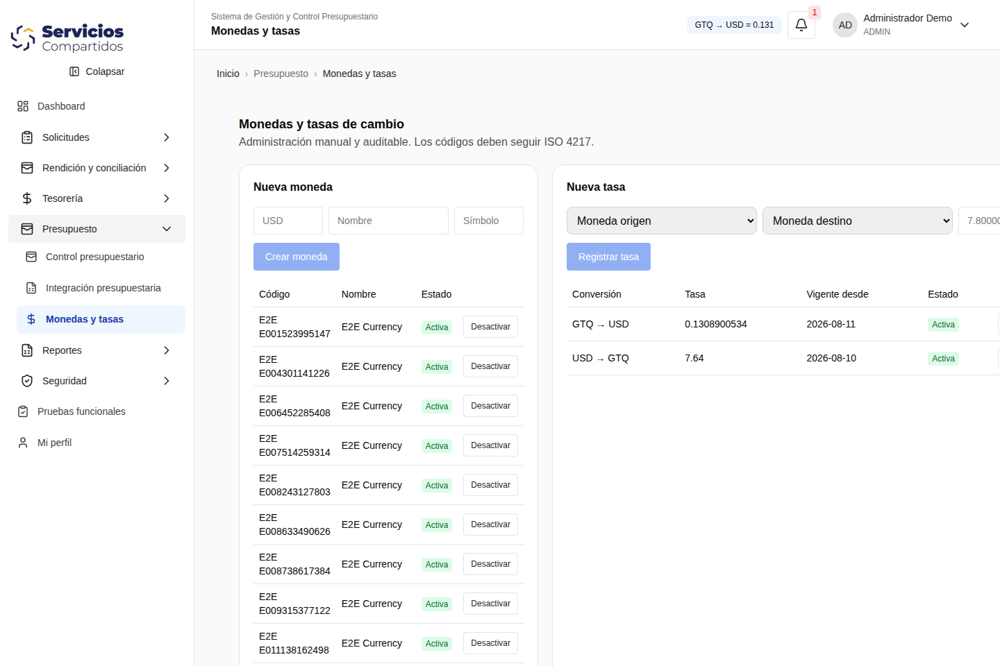 Servicios
Compartidos
Colapsar
Dashboard
Solicitudes
Rendición y conciliación
Tesorería
Presupuesto
Control presupuestario
Integración presupuestaria
Monedas y tasas
Reportes
Seguridad
Pruebas funcionales
Mi perfil
Sistema de Gestión y Control Presupuestario
Monedas y tasas
GTQ → USD = 0.131
1
AD
Administrador Demo
ADMIN
Inicio › Presupuesto › Monedas y tasas
Monedas y tasas de cambio
Administración manual y auditable. Los códigos deben seguir ISO 4217.
Nueva moneda
USD Nombre Símbolo
Crear moneda
Código Nombre Estado
E2E
E001523995147 E2E Currency Activa Desactivar
E2E
E004301141226 E2E Currency Activa Desactivar
E2E
E006452285408 E2E Currency Activa Desactivar
E2E
E007514259314 E2E Currency Activa Desactivar
E2E
E008243127803 E2E Currency Activa Desactivar
E2E
E008633490626 E2E Currency Activa Desactivar
E2E
E008738617384 E2E Currency Activa Desactivar
E2E
E009315377122 E2E Currency Activa Desactivar
E2E
E011138162498 E2E Currency Activa Desactivar
Nueva tasa
Moneda origen Moneda destino
Registrar tasa
Conversión Tasa Vigente desde Estado
GTQ → USD 0.1308900534 2026-08-11 Activa
USD → GTQ 7.64 2026-08-10 Activa